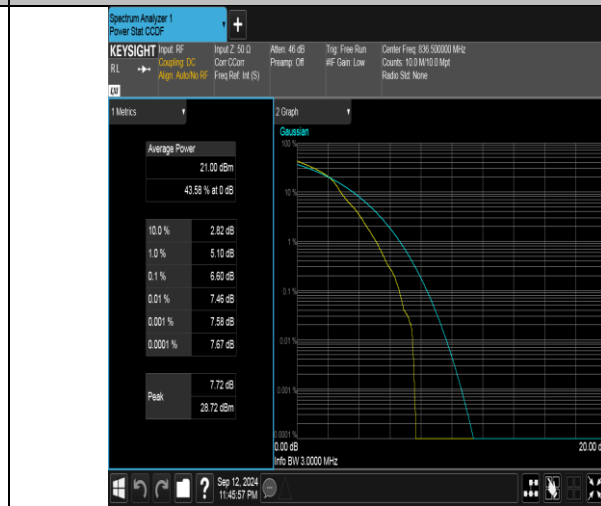 Spectrum Analyzer 1
Power Stat CCDF
+
KEYSIGHT Input: RF Input Z: 50 Ω Atten: 46 dB Trig: Free Run Center Freq: 836.500000 MHz
RL Coupling: DC Corr CCorr Preamp: Off #IF Gain: Low Counts: 10.0 M/10.0 Mpt
Align: Auto/No RF Freq Ref: Int (S) Radio Std: None
LXI
1 Metrics
2 Graph
Gaussian
Average Power
21.00 dBm
43.58 % at 0 dB
10.0 % 2.82 dB
1.0 % 5.10 dB
0.1 % 6.60 dB
0.01 % 7.46 dB
0.001 % 7.58 dB
0.0001 % 7.67 dB
Peak 7.72 dB
28.72 dBm
100 %
10 %
1 %
0.1 %
0.01 %
0.001 %
0.0001 %
0.00 dB 20.00 d
Info BW 3.0000 MHz
? Sep 12, 2024
11:45:57 PM